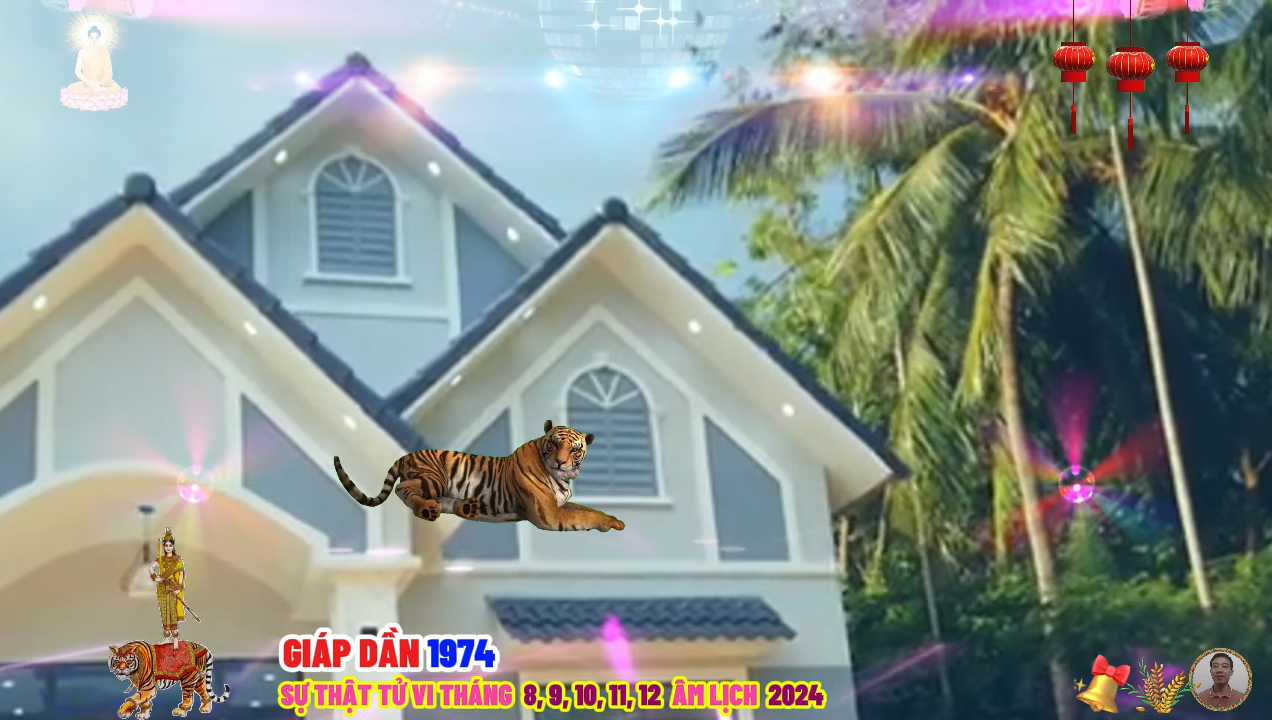 GIÁP DẦN 1974
SỰ THẬT TỬ VI THÁNG 8, 9, 10, 11, 12 ÂM LỊCH 2024